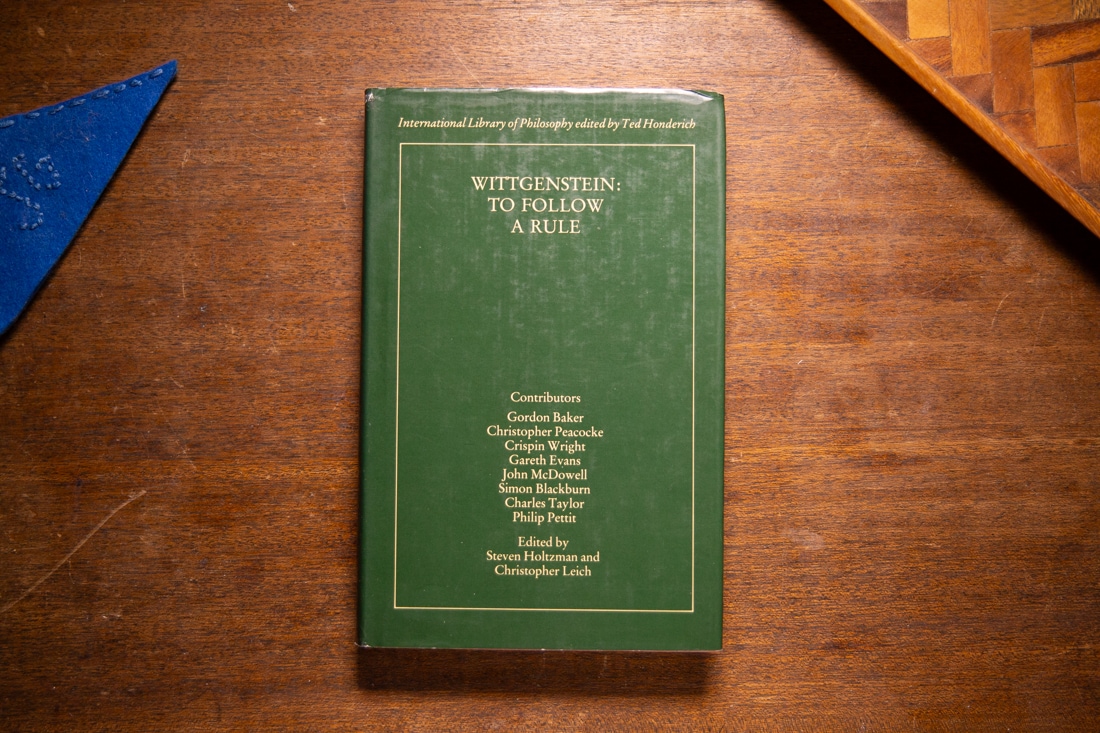 International Library of Philosophy edited by Ted Honderich
WITTGENSTEIN:
TO FOLLOW
A RULE
Contributors
Gordon Baker
Christopher Peacocke
Crispin Wright
Gareth Evans
John McDowell
Simon Blackburn
Charles Taylor
Philip Pettit
Edited by
Steven Holtzman and
Christopher Leich